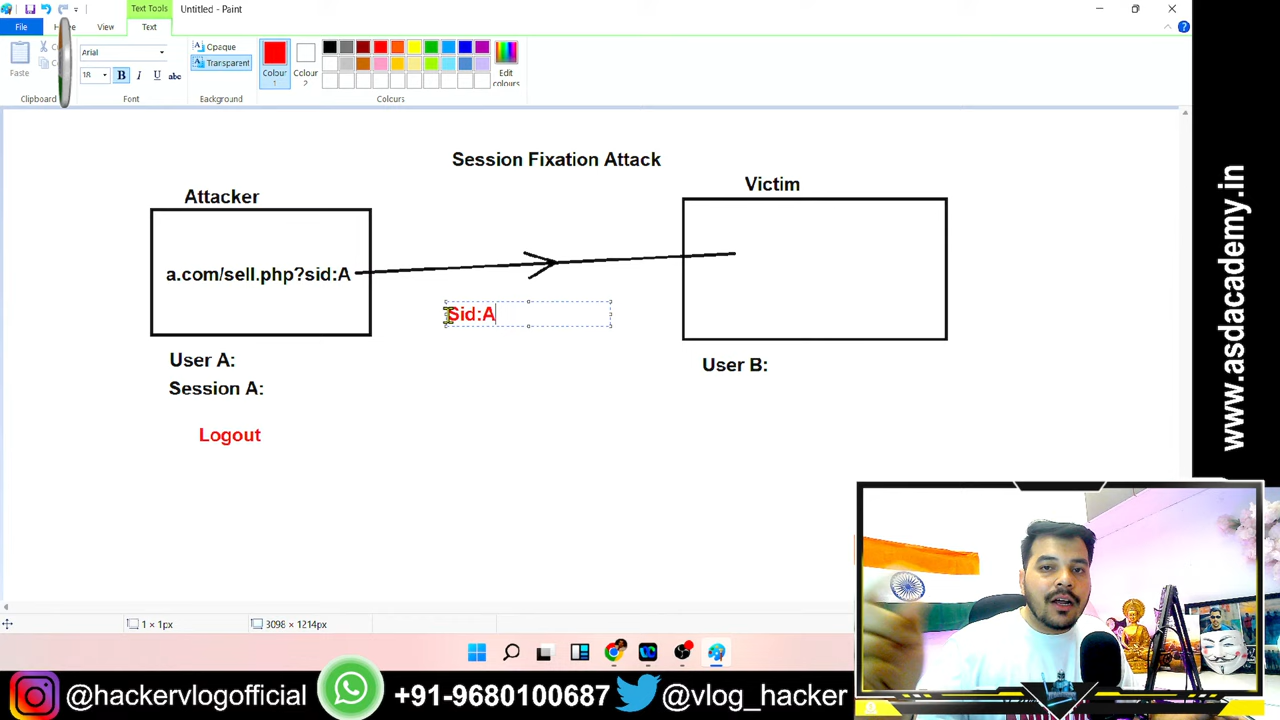 Text Tools
Untitled - Paint
File
View
Text
Paste
Arial
18
B
I
U
abc
Opaque
Transparent
Colour
1
Colour
2
Edit
colours
Clipboard
Font
Background
Colours
Session Fixation Attack
Attacker
Victim
a.com/sell.php?sid:A
Sid:A
User A:
Session A:
User B:
Logout
1 × 1px
3098 × 1214px
www.asdacademy.in
@hackervlogofficial
+91-9680100687
@vlog_hacker